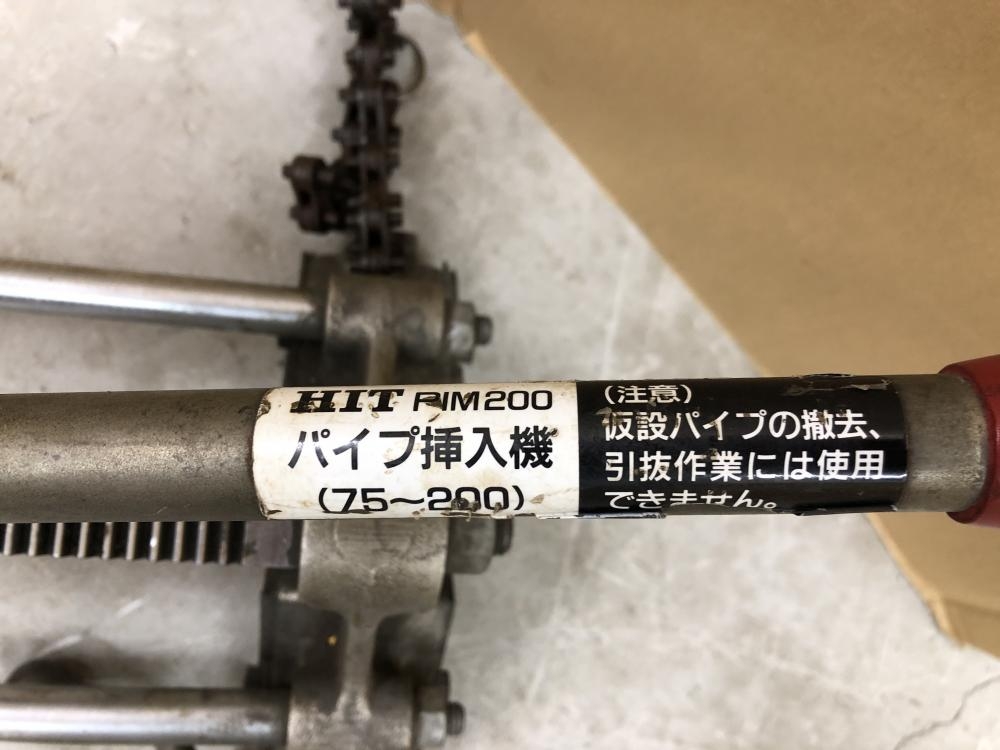 HIT PIM200
パイプ挿入機
(75～200)
(注意)
仮設パイプの撤去、
引抜作業には使用
できません。